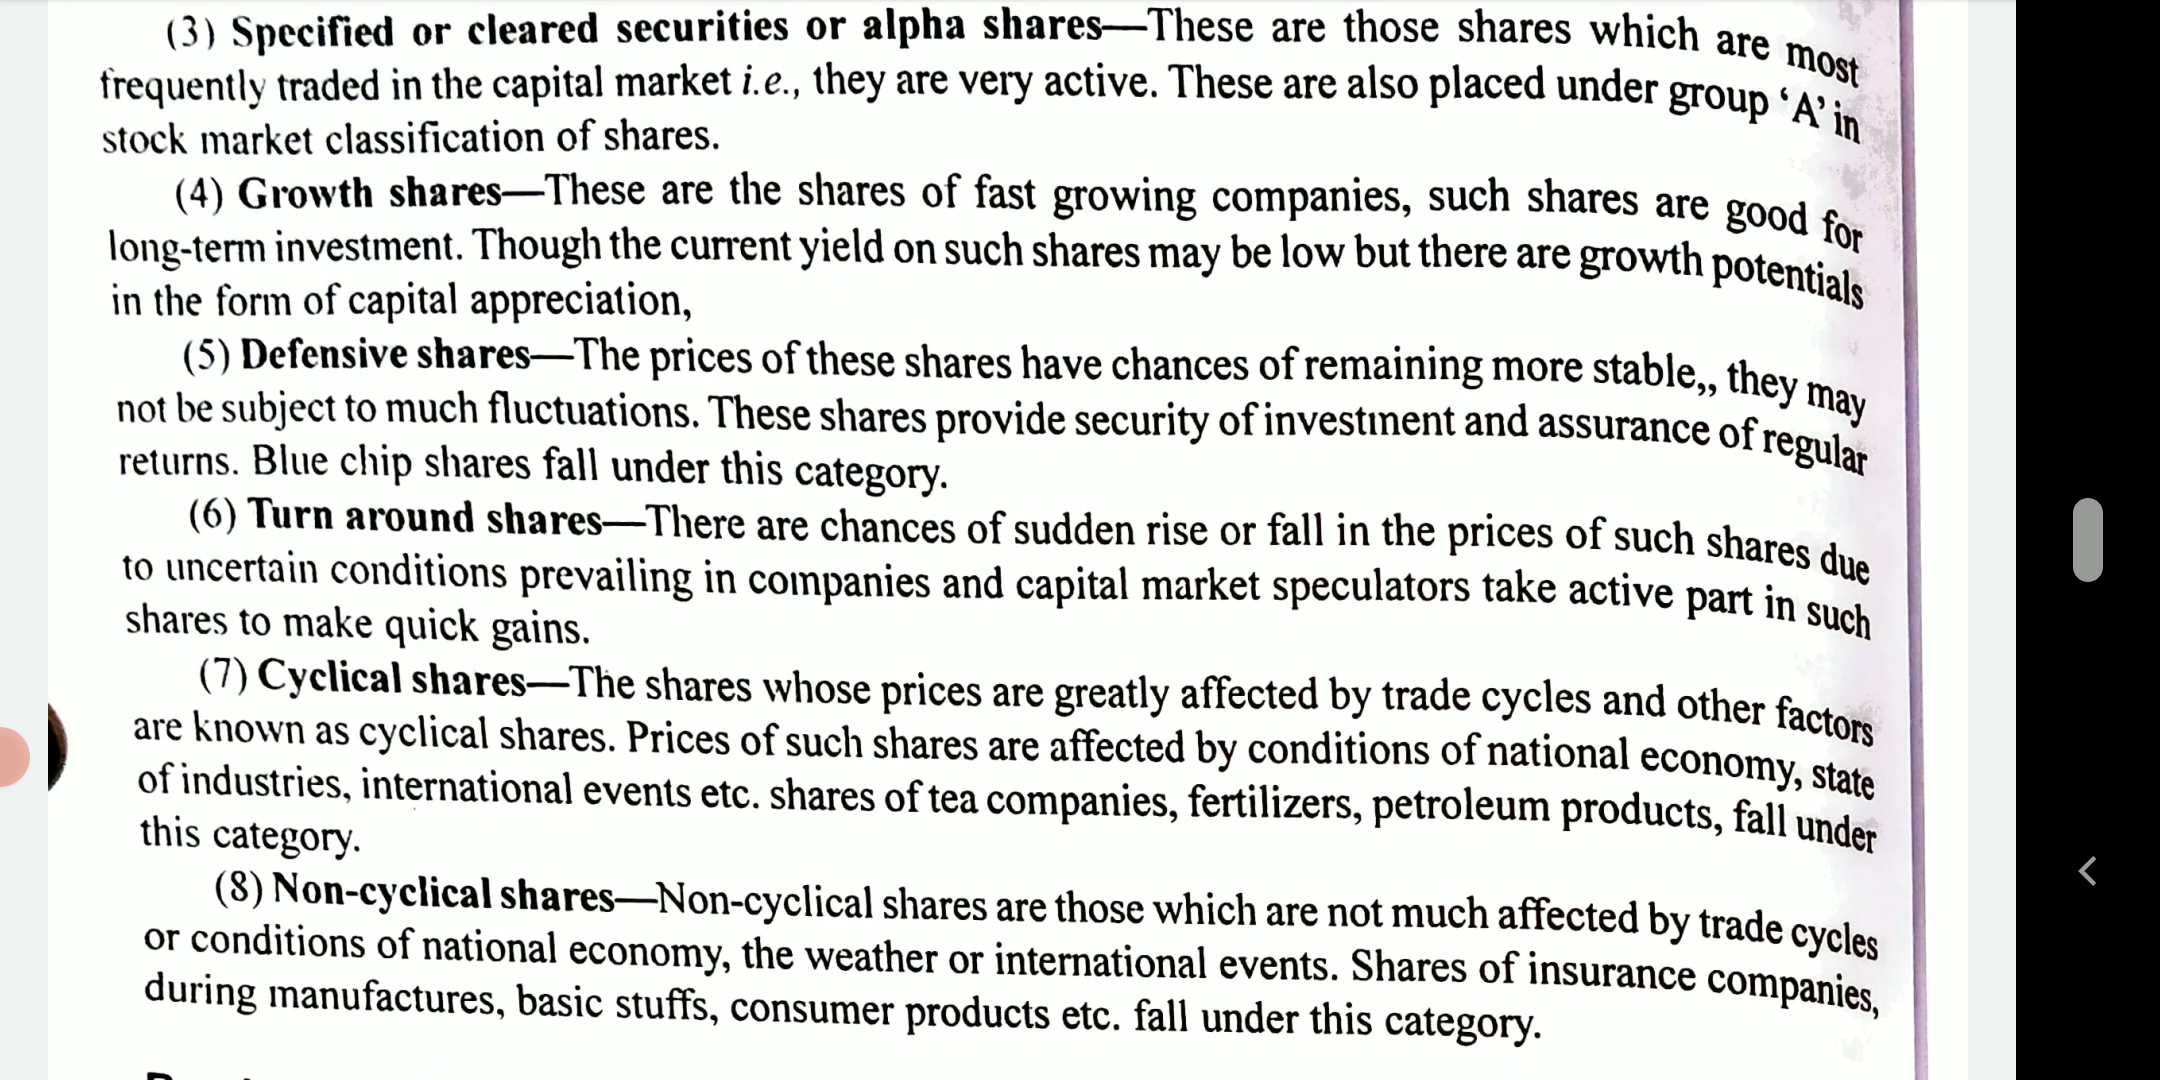 (3) Specified or cleared securities or alpha shares—These are those shares which are most
frequently traded in the capital market i.e., they are very active. These are also placed under group ‘A’ in
stock market classification of shares.
(4) Growth shares—These are the shares of fast growing companies, such shares are good for
long-term investment. Though the current yield on such shares may be low but there are growth potentials
in the form of capital appreciation,
(5) Defensive shares—The prices of these shares have chances of remaining more stable,, they may
not be subject to much fluctuations. These shares provide security of investment and assurance of regular
returns. Blue chip shares fall under this category.
(6) Turn around shares—There are chances of sudden rise or fall in the prices of such shares due
to uncertain conditions prevailing in companies and capital market speculators take active part in such
shares to make quick gains.
(7) Cyclical shares—The shares whose prices are greatly affected by trade cycles and other factors
are known as cyclical shares. Prices of such shares are affected by conditions of national economy, state
of industries, international events etc. shares of tea companies, fertilizers, petroleum products, fall under
this category.
(8) Non-cyclical shares—Non-cyclical shares are those which are not much affected by trade cycles
or conditions of national economy, the weather or international events. Shares of insurance companies,
during manufactures, basic stuffs, consumer products etc. fall under this category.